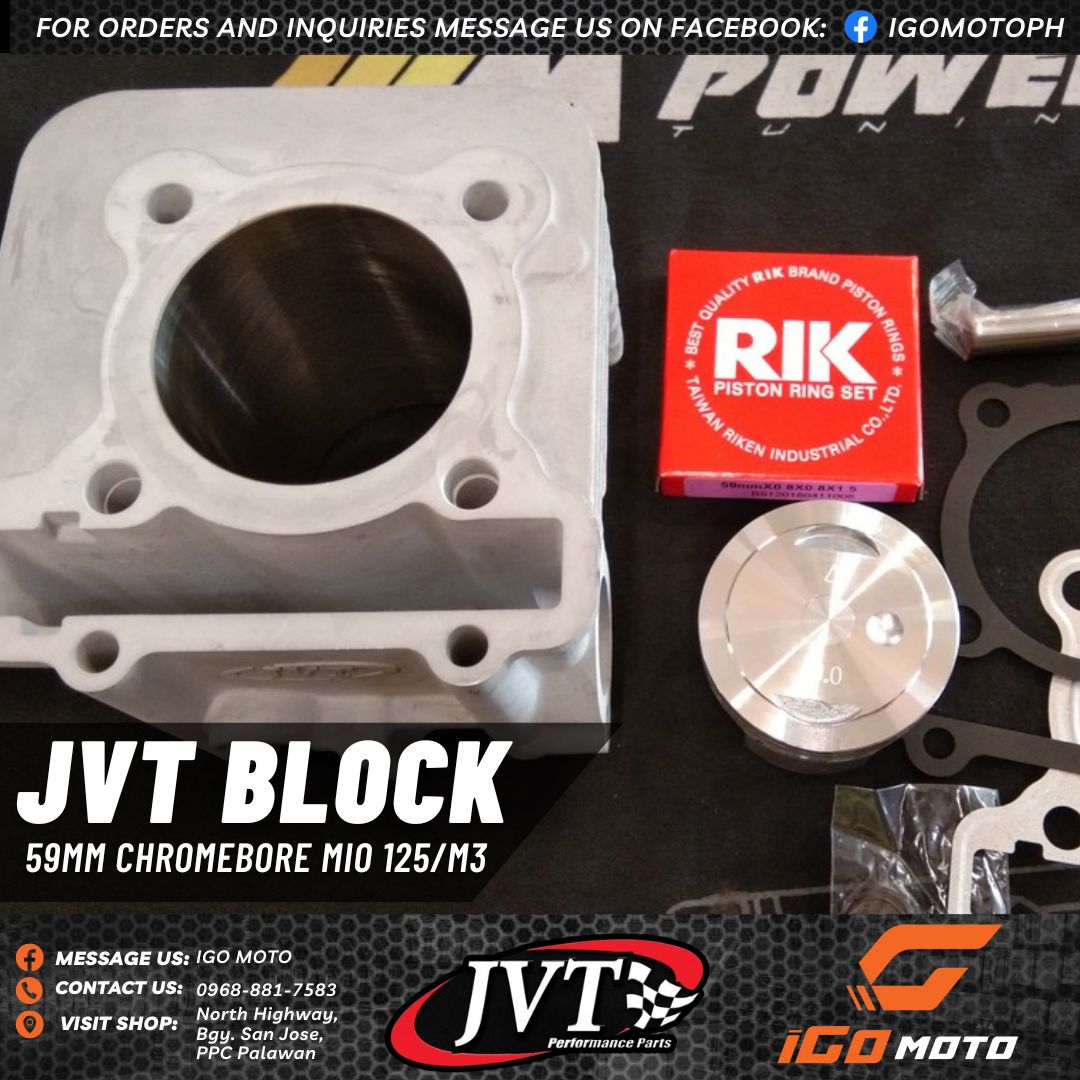 FOR ORDERS AND INQUIRIES MESSAGE US ON FACEBOOK: IGOMOTOPH
M POWE
TUNIN
* BEST QUALITY RIK BRAND PISTON RINGS *
RIK
PISTON RING SET
TAIWAN RIKEN INDUSTRIAL CO.,LTD.
59mmX0.8X0.8X1.5
BS120180411006
.0
JVT
JVT BLOCK
59MM CHROMEBORE MIO 125/M3
MESSAGE US: IGO MOTO
CONTACT US: 0968-881-7583
VISIT SHOP: North Highway,
Bgy. San Jose,
PPC Palawan
JVT
Performance Parts
iGO MOTO